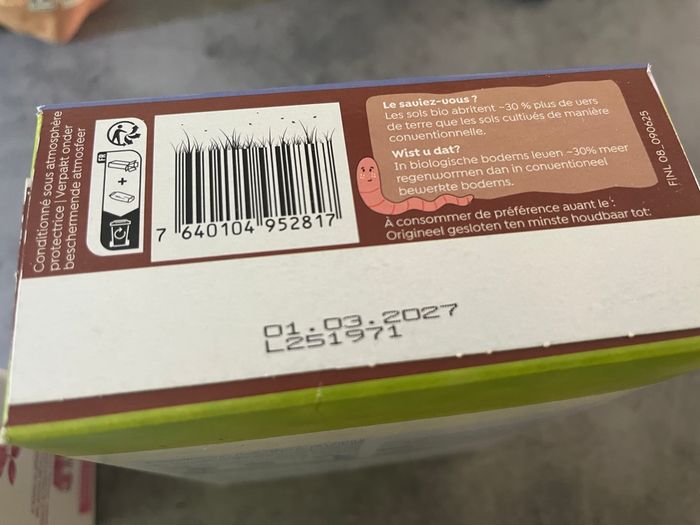 Conditionné sous atmosphère
protectrice | Verpakt onder
beschermende atmosfeer
FR
+
7 640104 952817
Le saviez-vous ?
Les sols bio abritent ~30 % plus de vers
de terre que les sols cultivés de manière
conventionnelle.
Wist u dat?
In biologische bodems leven ~30% meer
regenwormen dan in conventioneel
bewerkte bodems.
À consommer de préférence avant le :
Origineel gesloten ten minste houdbaar tot:
FINL 08_090625
01.03.2027
L251971